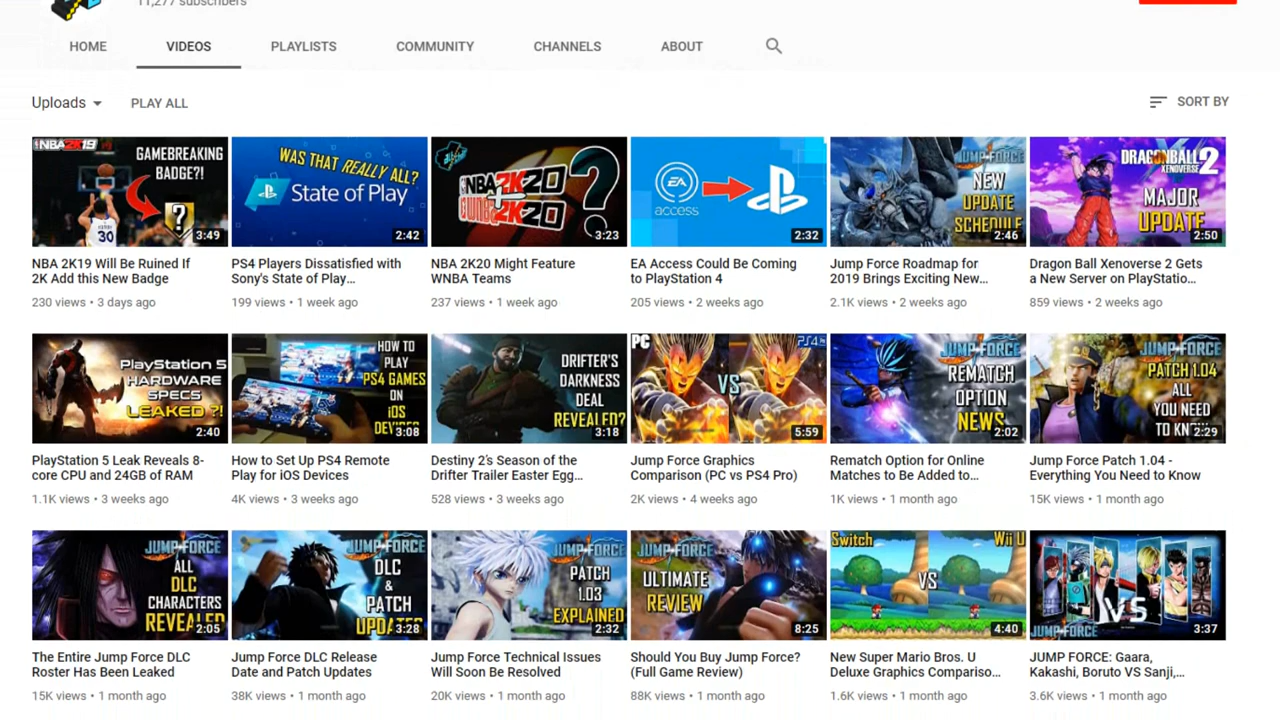 11,277 subscribers
HOME VIDEOS PLAYLISTS COMMUNITY CHANNELS ABOUT
Uploads PLAY ALL SORT BY
NBA 2K19
GAMEBREAKING
BADGE?!
?
30
3:49
NBA 2K19 Will Be Ruined If
2K Add this New Badge
230 views • 3 days ago
WAS THAT REALLY ALL?
State of Play
2:42
PS4 Players Dissatisfied with
Sony's State of Play...
199 views • 1 week ago
NBA 2K20
+
WNBA 2K20
?
3:23
NBA 2K20 Might Feature
WNBA Teams
237 views • 1 week ago
EA
access
2:32
EA Access Could Be Coming
to PlayStation 4
205 views • 2 weeks ago
JUMP FORCE
NEW
UPDATE
SCHEDULE
2:46
Jump Force Roadmap for
2019 Brings Exciting New...
2.1K views • 2 weeks ago
DRAGONBALL
XENOVERSE 2
MAJOR
UPDATE
2:50
Dragon Ball Xenoverse 2 Gets
a New Server on PlayStatio...
859 views • 2 weeks ago
PlayStation 5
HARDWARE
SPECS
LEAKED ?!
2:40
PlayStation 5 Leak Reveals 8-
core CPU and 24GB of RAM
1.1K views • 3 weeks ago
HOW TO
PLAY
PS4 GAMES
ON
iOS
DEVICES
3:08
How to Set Up PS4 Remote
Play for iOS Devices
4K views • 3 weeks ago
DRIFTER'S
DARKNESS
DEAL
REVEALED?
3:18
Destiny 2's Season of the
Drifter Trailer Easter Egg...
528 views • 3 weeks ago
PC
VS
PS4
5:59
Jump Force Graphics
Comparison (PC vs PS4 Pro)
2K views • 4 weeks ago
JUMP FORCE
REMATCH
OPTION
NEWS
2:02
Rematch Option for Online
Matches to Be Added to...
1K views • 1 month ago
JUMP FORCE
PATCH 1.04
ALL
YOU NEED
TO KNOW
2:29
Jump Force Patch 1.04 -
Everything You Need to Know
15K views • 1 month ago
JUMP FORCE
ALL
DLC
CHARACTERS
REVEALED
2:05
The Entire Jump Force DLC
Roster Has Been Leaked
15K views • 1 month ago
JUMP FORCE
DLC
&
PATCH
UPDATES
3:28
Jump Force DLC Release
Date and Patch Updates
38K views • 1 month ago
JUMP FORCE
PATCH
1.03
EXPLAINED
2:32
Jump Force Technical Issues
Will Soon Be Resolved
20K views • 1 month ago
JUMP FORCE
ULTIMATE
REVIEW
8:25
Should You Buy Jump Force?
(Full Game Review)
88K views • 1 month ago
Switch
VS
Wii U
4:40
New Super Mario Bros. U
Deluxe Graphics Compariso...
1.6K views • 1 month ago
VS
JUMP FORCE
3:37
JUMP FORCE: Gaara,
Kakashi, Boruto VS Sanji,...
3.6K views • 1 month ago